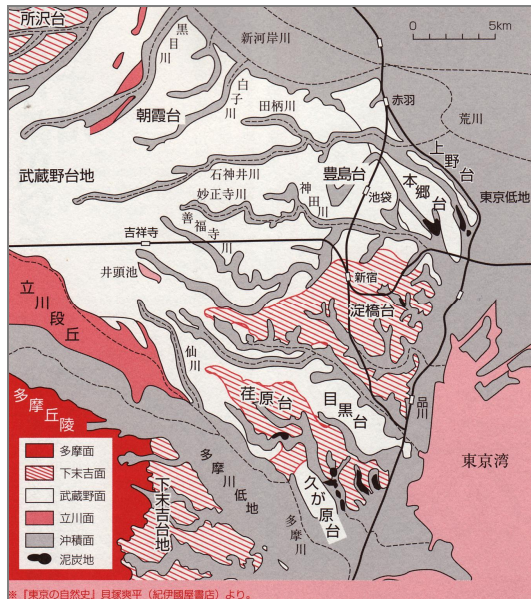 所沢台
黒目川
新河岸川
0 5km
白子川
朝霞台
田柄川
赤羽
荒川
上野台
武蔵野台地
石神井川
豊島台
本郷台
妙正寺川
神田川
池袋
東京低地
善福寺川
吉祥寺
井頭池
新宿
立川段丘
淀橋台
仙川
多摩丘陵
荏原台
目黒台
品川
多摩面
下末吉面
武蔵野面
立川面
沖積面
泥炭地
下末吉台地
多摩川低地
久が原台
東京湾
多摩川
※『東京の自然史』貝塚爽平（紀伊國屋書店）より。